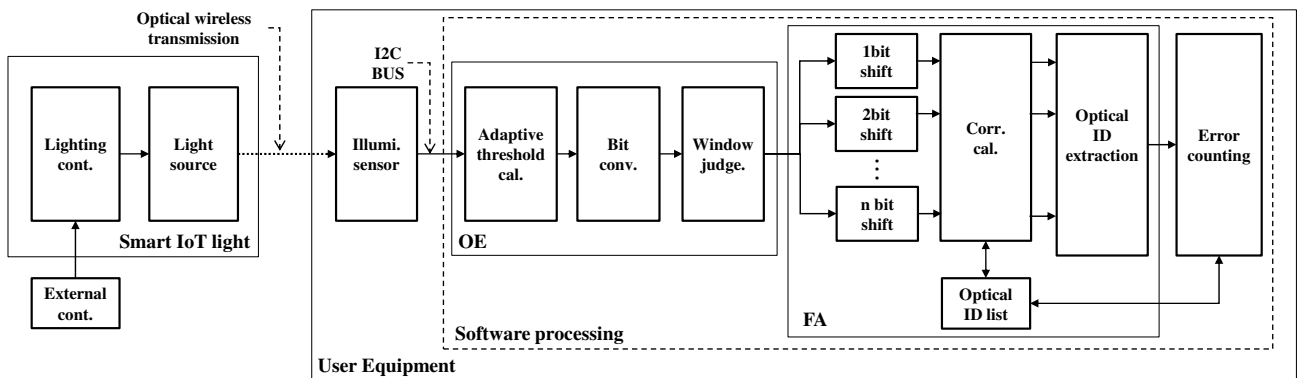 Optical wireless
transmission
I2C
BUS
Lighting
cont.
Light
source
Smart IoT light
External
cont.
Illumi.
sensor
Adaptive
threshold
cal.
Bit
conv.
Window
judge.
OE
1bit
shift
2bit
shift
⋮
n bit
shift
Corr.
cal.
Optical
ID
extraction
Optical
ID list
FA
Error
counting
Software processing
User Equipment